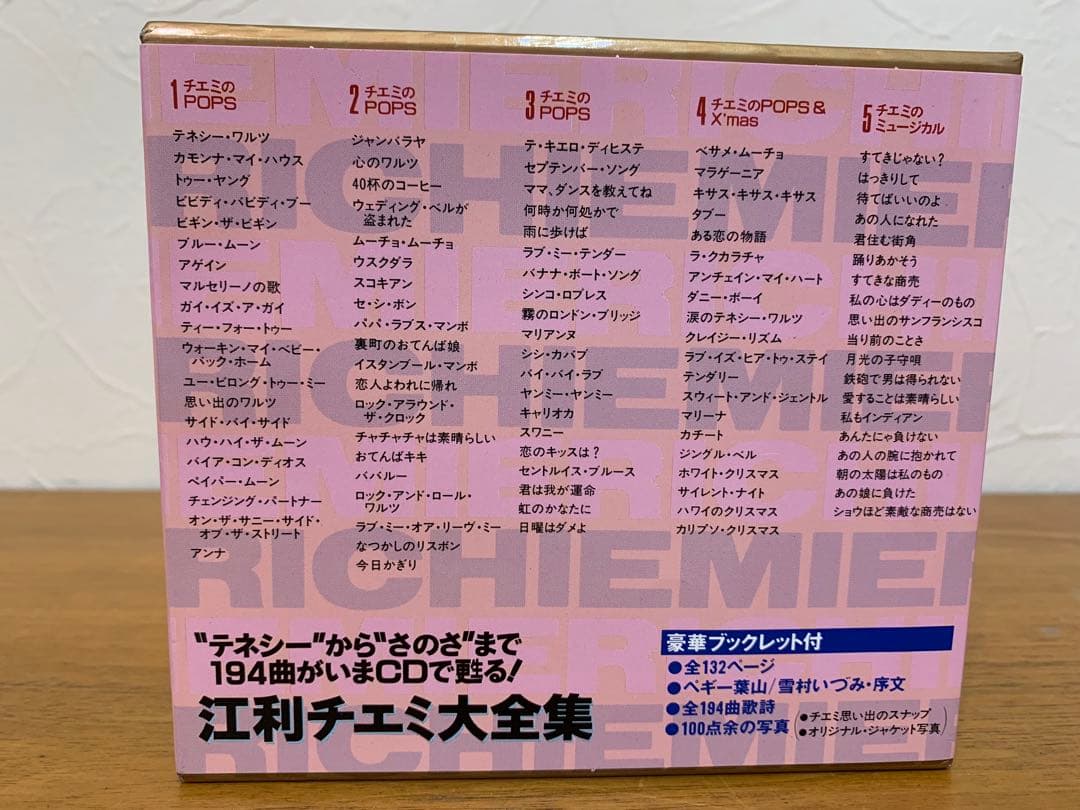 1 チエミの
POPS
テネシー・ワルツ
カモンナ・マイ・ハウス
トゥー・ヤング
ビビディ・バビディ・ブー
ビギン・ザ・ビギン
ブルー・ムーン
アゲイン
マルセリーノの歌
ガイ・イズ・ア・ガイ
ティー・フォー・トゥー
ウォーキン・マイ・ベビー・
バック・ホーム
ユー・ビロング・トゥー・ミー
思い出のワルツ
サイド・バイ・サイド
ハウ・ハイ・ザ・ムーン
バイア・コン・ディオス
ペイパー・ムーン
チェンジング・パートナー
オン・ザ・サニー・サイド・
オブ・ザ・ストリート
アンナ
2 チエミの
POPS
ジャンバラヤ
心のワルツ
40杯のコーヒー
ウェディング・ベルが
盗まれた
ムーチョ・ムーチョ
ウスクダラ
スコキアン
セ・シ・ボン
パパ・ラブス・マンボ
裏町のおてんば娘
イスタンブール・マンボ
恋人よわれに帰れ
ロック・アラウンド・
ザ・クロック
チャチャチャは素晴らしい
おてんばキキ
ババルー
ロック・アンド・ロール・
ワルツ
ラブ・ミー・オア・リーヴ・ミー
なつかしのリスボン
今日かぎり
3 チエミの
POPS
テ・キエロ・ディヒステ
セプテンバー・ソング
ママ、ダンスを教えてね
何時か何処かで
雨に歩けば
ラブ・ミー・テンダー
バナナ・ボート・ソング
シンコ・ロブレス
霧のロンドン・ブリッジ
マリアンヌ
シシ・カバブ
バイ・バイ・ラブ
ヤンミー・ヤンミー
キャリオカ
スワニー
恋のキッスは?
セントルイス・ブルース
君は我が運命
虹のかなたに
日曜はダメよ
4 チエミのPOPS &
X'mas
ベサメ・ムーチョ
マラゲーニア
キサス・キサス・キサス
タブー
ある恋の物語
ラ・クカラチャ
アンチェイン・マイ・ハート
ダニー・ボーイ
涙のテネシー・ワルツ
クレイジー・リズム
ラブ・イズ・ヒア・トゥ・ステイ
テンダリー
スウィート・アンド・ジェントル
マリーナ
カチート
ジングル・ベル
ホワイト・クリスマス
サイレント・ナイト
ハワイのクリスマス
カリプソ・クリスマス
5 チエミの
ミュージカル
すてきじゃない?
はっきりして
待てばいいのよ
あの人になれた
君住む街角
踊りあかそう
すてきな商売
私の心はダディーのもの
思い出のサンフランシスコ
当り前のことさ
月光の子守唄
鉄砲で男は得られない
愛することは素晴らしい
私もインディアン
あんたにゃ負けない
あの人の腕に抱かれて
朝の太陽は私のもの
あの娘に負けた
ショウほど素敵な商売はない
"テネシー"から"さのさ"まで
194曲がいまCDで甦る!
江利チエミ大全集
豪華ブックレット付
●全132ページ
●ペギー葉山/雪村いづみ・序文
●全194曲歌詩
●100点余の写真(●チエミ思い出のスナップ
●オリジナル・ジャケット写真)
EMIERICHI
RICHIEMIEI
EMIERICHI
RICHIEMIEI
EMIERICHI
RICHIEMIEI